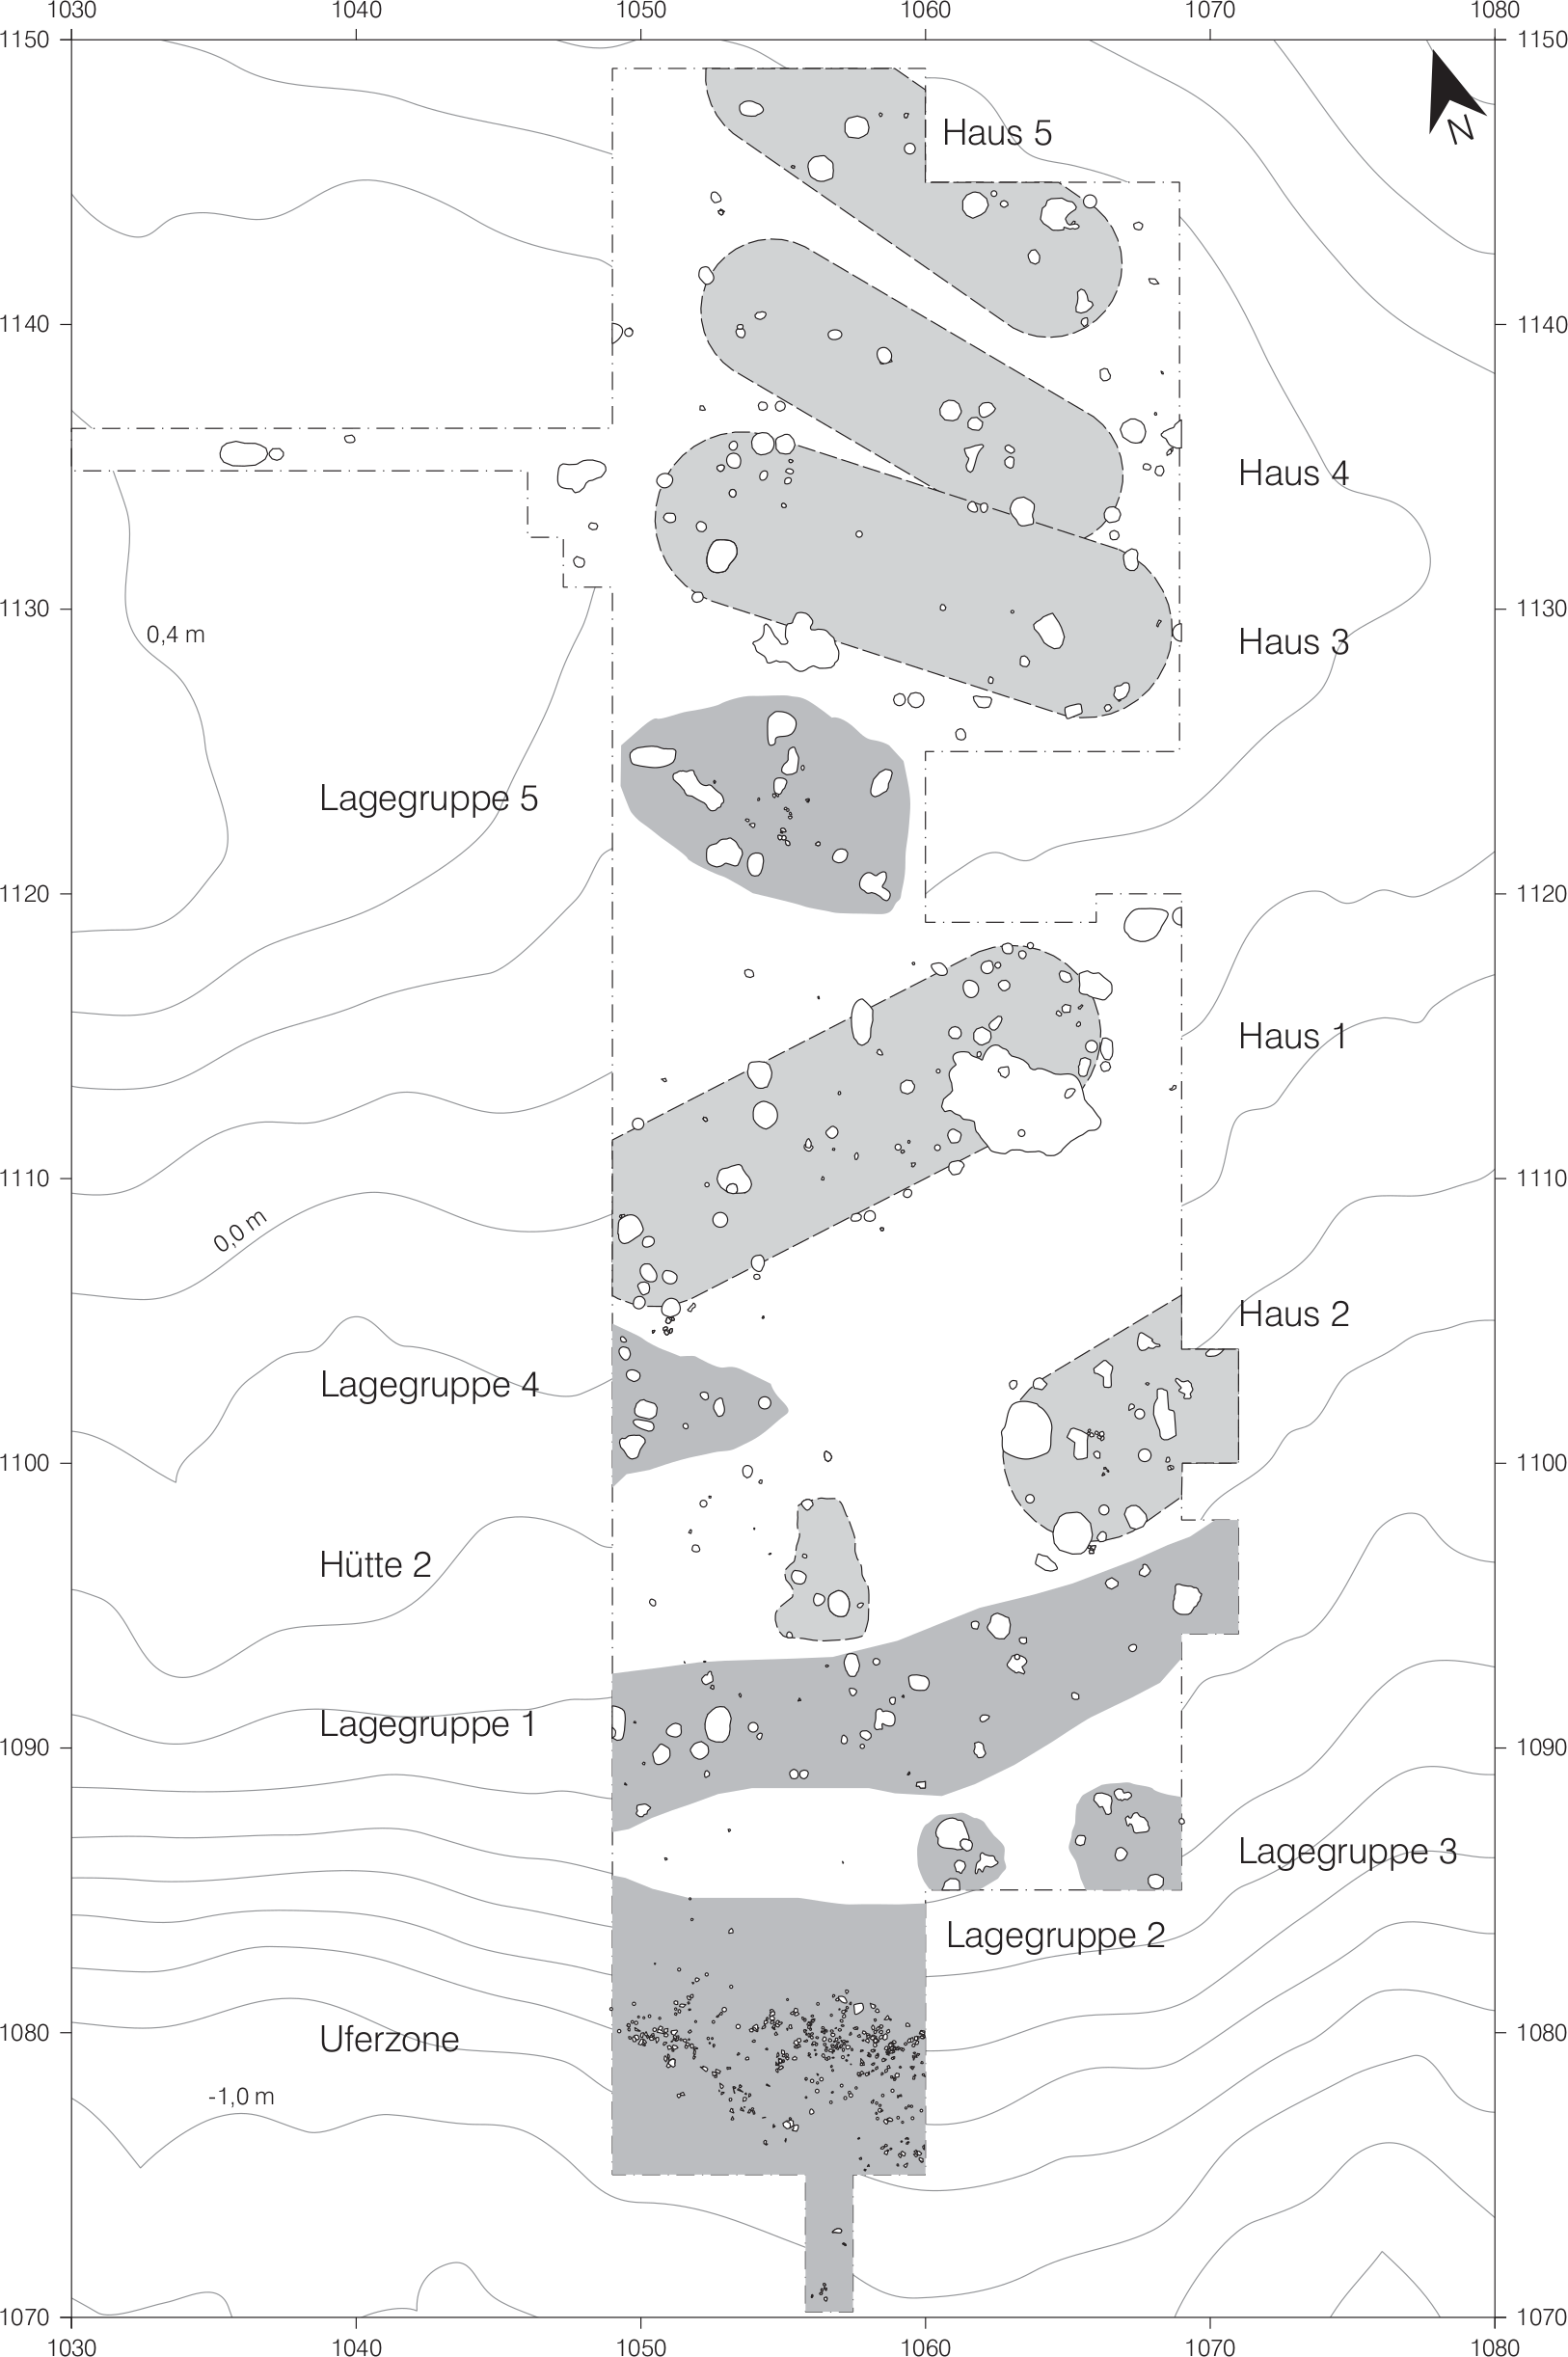 1030 1040 1050 1060 1070 1080
1150 1150
N
Haus 5
1140 1140
Haus 4
1130 1130
0,4 m
Haus 3
Lagegruppe 5
1120 1120
Haus 1
1110 1110
0,0 m
Haus 2
Lagegruppe 4
1100 1100
Hütte 2
Lagegruppe 1
1090 1090
Lagegruppe 3
Lagegruppe 2
1080 1080
Uferzone
-1,0 m
1070 1070
1030 1040 1050 1060 1070 1080